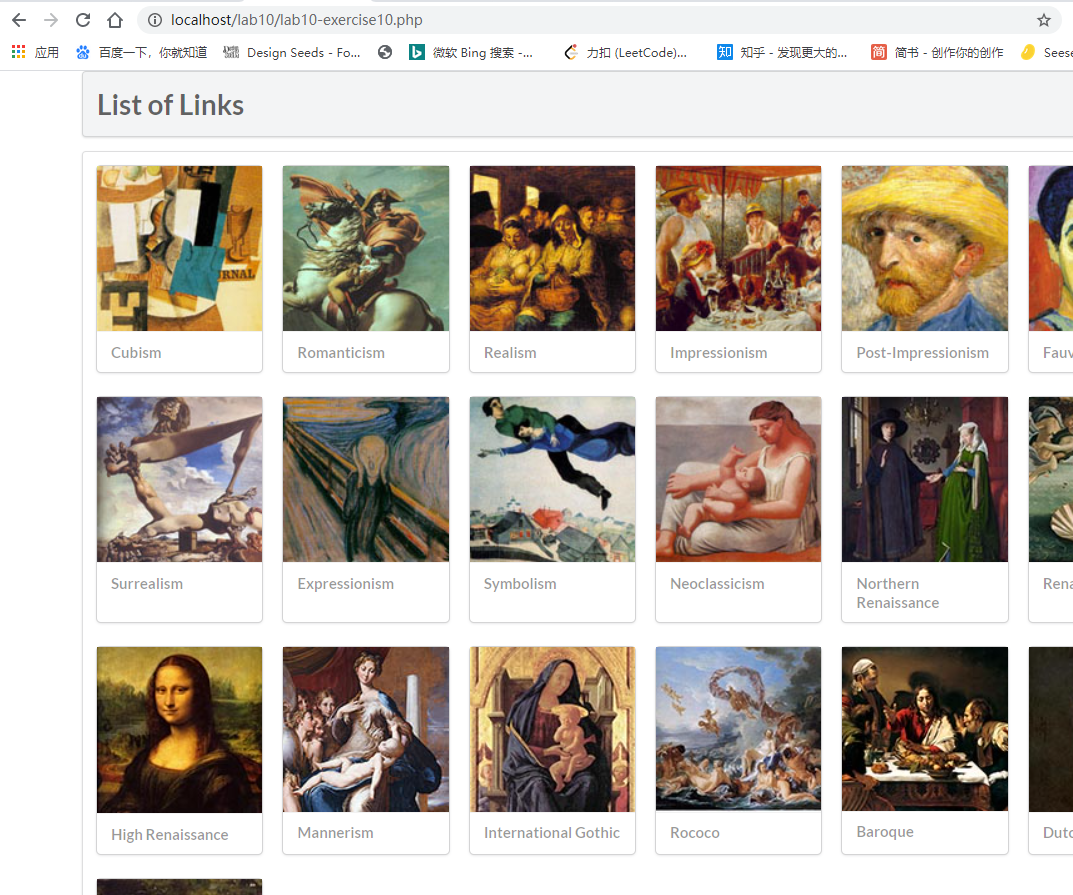 localhost/lab10/lab10-exercise10.php
应用 百度一下，你就知道 Design Seeds - Fo... 微软 Bing 搜索 -... 力扣 (LeetCode)... 知 知乎 - 发现更大的... 简 简书 - 创作你的创作 Seese
List of Links
Cubism Romanticism Realism Impressionism Post-Impressionism Fauv
Surrealism Expressionism Symbolism Neoclassicism Northern Renaissance Rena
High Renaissance Mannerism International Gothic Rococo Baroque Dutc